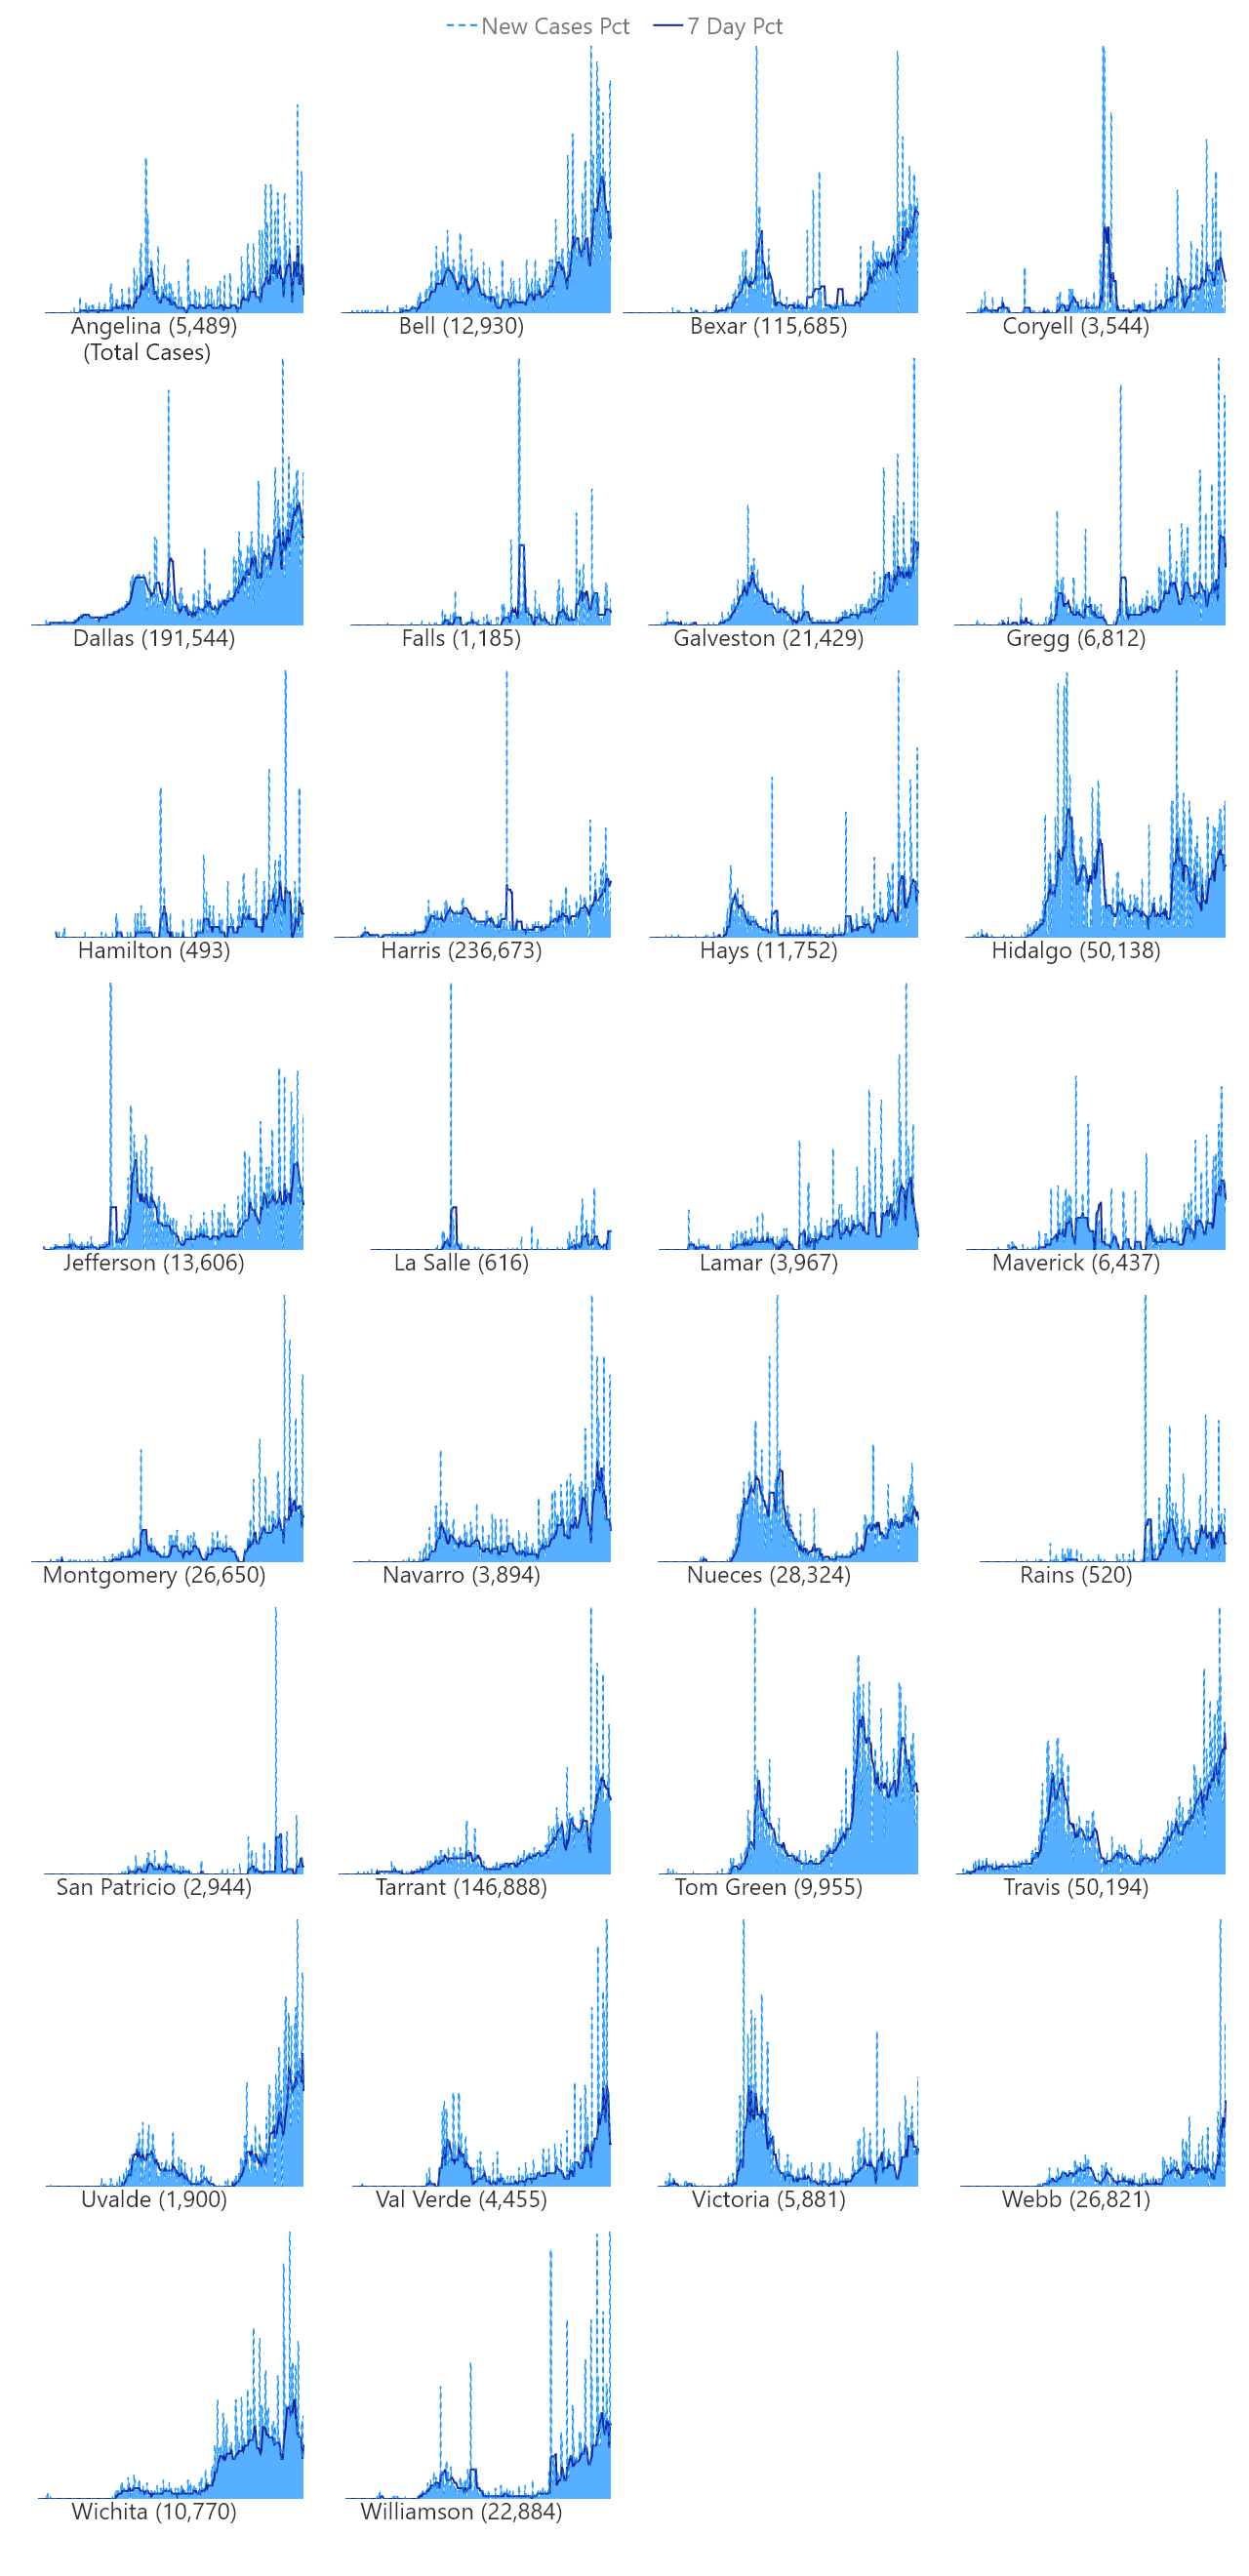 New Cases Pct 7 Day Pct
Angelina (5,489) Bell (12,930) Bexar (115,685) Coryell (3,544)
(Total Cases)
Dallas (191,544) Falls (1,185) Galveston (21,429) Gregg (6,812)
Hamilton (493) Harris (236,673) Hays (11,752) Hidalgo (50,138)
Jefferson (13,606) La Salle (616) Lamar (3,967) Maverick (6,437)
Montgomery (26,650) Navarro (3,894) Nueces (28,324) Rains (520)
San Patricio (2,944) Tarrant (146,888) Tom Green (9,955) Travis (50,194)
Uvalde (1,900) Val Verde (4,455) Victoria (5,881) Webb (26,821)
Wichita (10,770) Williamson (22,884)